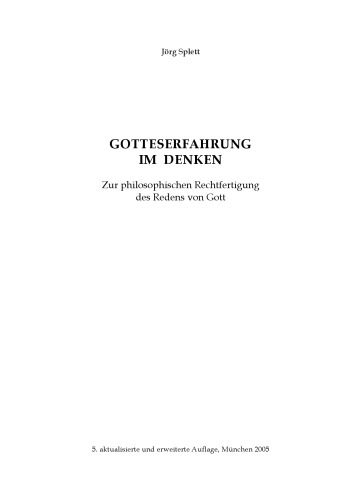 Jörg Splett
GOTTESERFAHRUNG
IM DENKEN
Zur philosophischen Rechtfertigung
des Redens von Gott
5. aktualisierte und erweiterte Auflage, München 2005